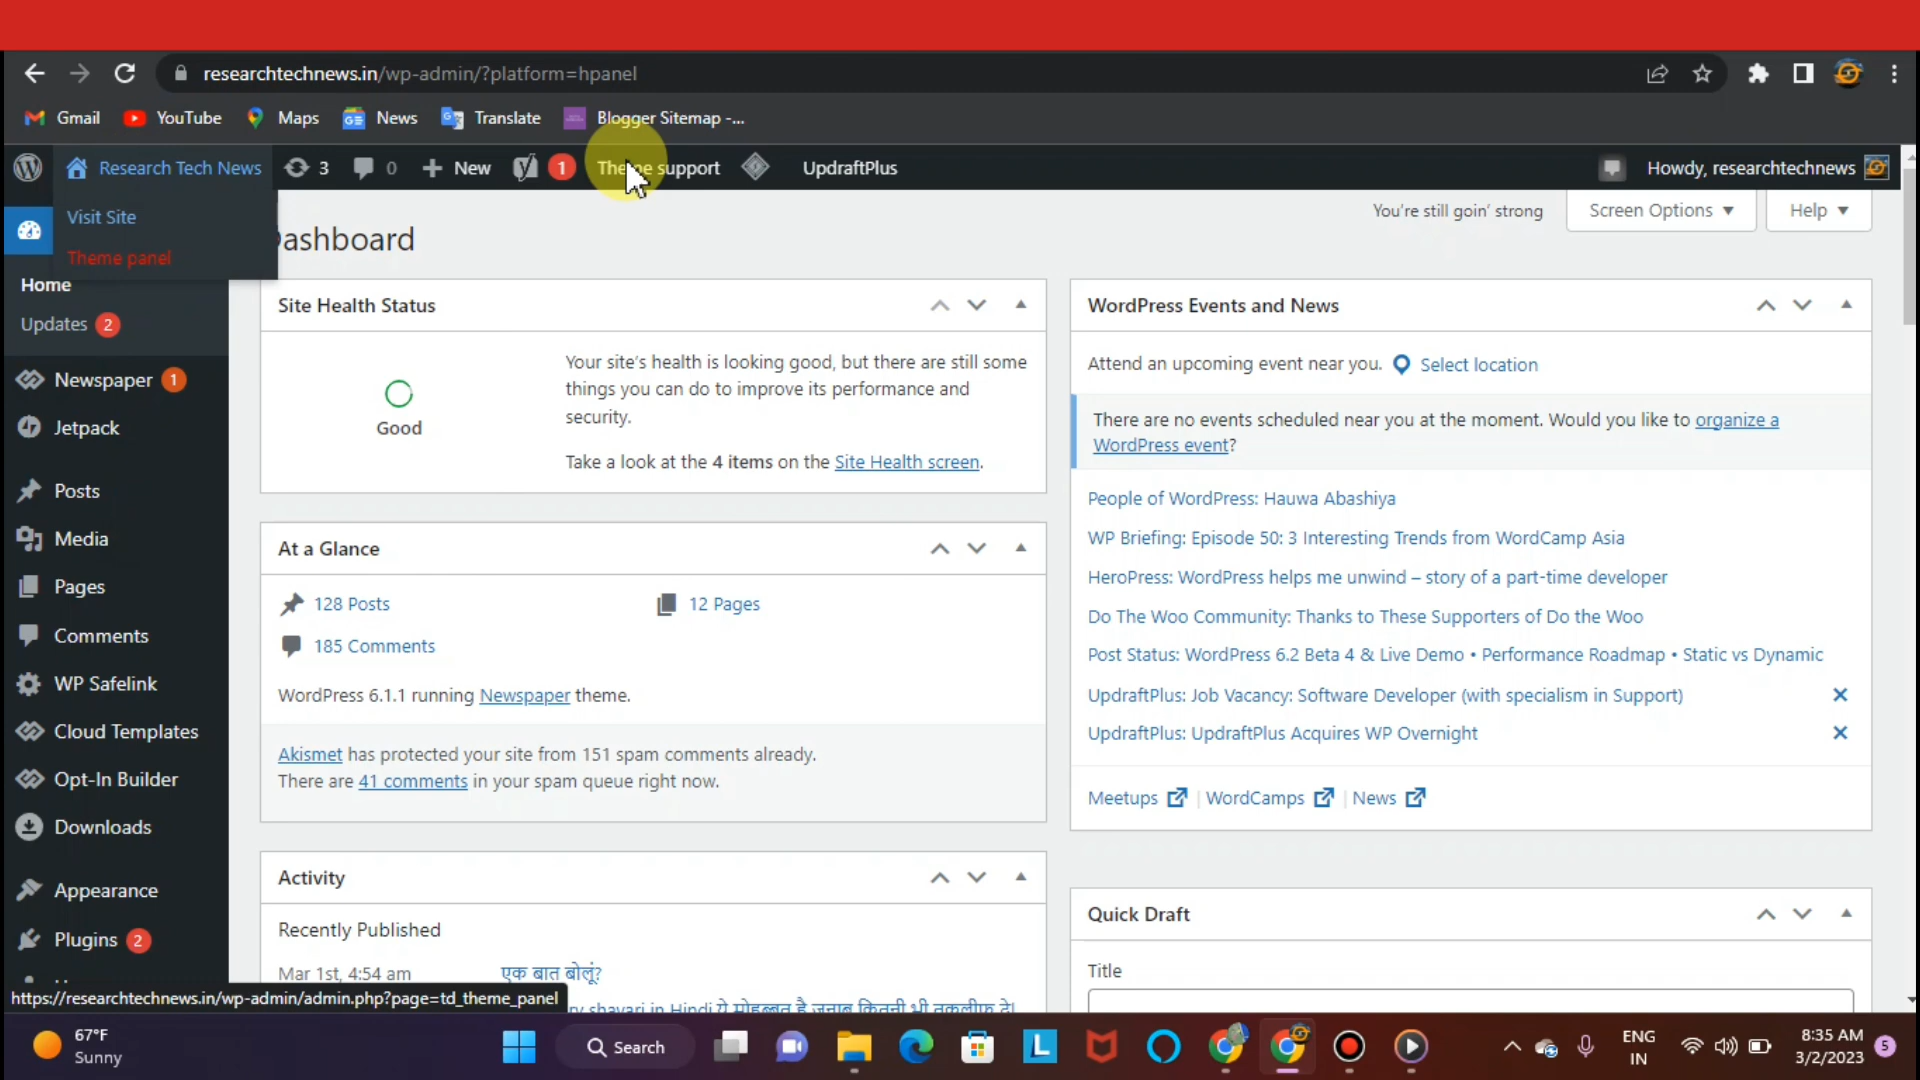 researchtechnews.in/wp-admin/?platform=hpanel
Gmail YouTube Maps News Translate Blogger Sitemap -...
Research Tech News 3 0 New 1 Theme support UpdraftPlus Howdy, researchtechnews
Visit Site
Theme panel
You're still goin' strong Screen Options Help
ashboard
Home
Updates 2
Newspaper 1
Jetpack
Posts
Media
Pages
Comments
WP Safelink
Cloud Templates
Opt-In Builder
Downloads
Appearance
Plugins 2
Site Health Status
Good
Your site's health is looking good, but there are still some
things you can do to improve its performance and
security.
Take a look at the 4 items on the Site Health screen.
At a Glance
128 Posts 12 Pages
185 Comments
WordPress 6.1.1 running Newspaper theme.
Akismet has protected your site from 151 spam comments already.
There are 41 comments in your spam queue right now.
Activity
Recently Published
Mar 1st, 4:54 am एक बात बोलूं?
shayari in Hindi ये मोहब्बत है जनाब कितनी भी तकलीफ दे!
WordPress Events and News
Attend an upcoming event near you. Select location
There are no events scheduled near you at the moment. Would you like to organize a
WordPress event?
People of WordPress: Hauwa Abashiya
WP Briefing: Episode 50: 3 Interesting Trends from WordCamp Asia
HeroPress: WordPress helps me unwind – story of a part-time developer
Do The Woo Community: Thanks to These Supporters of Do the Woo
Post Status: WordPress 6.2 Beta 4 & Live Demo • Performance Roadmap • Static vs Dynamic
UpdraftPlus: Job Vacancy: Software Developer (with specialism in Support)
UpdraftPlus: UpdraftPlus Acquires WP Overnight
Meetups | WordCamps | News
Quick Draft
Title
https://researchtechnews.in/wp-admin/admin.php?page=td_theme_panel
67°F
Sunny
Search
L
ENG
IN
8:35 AM
3/2/2023
5